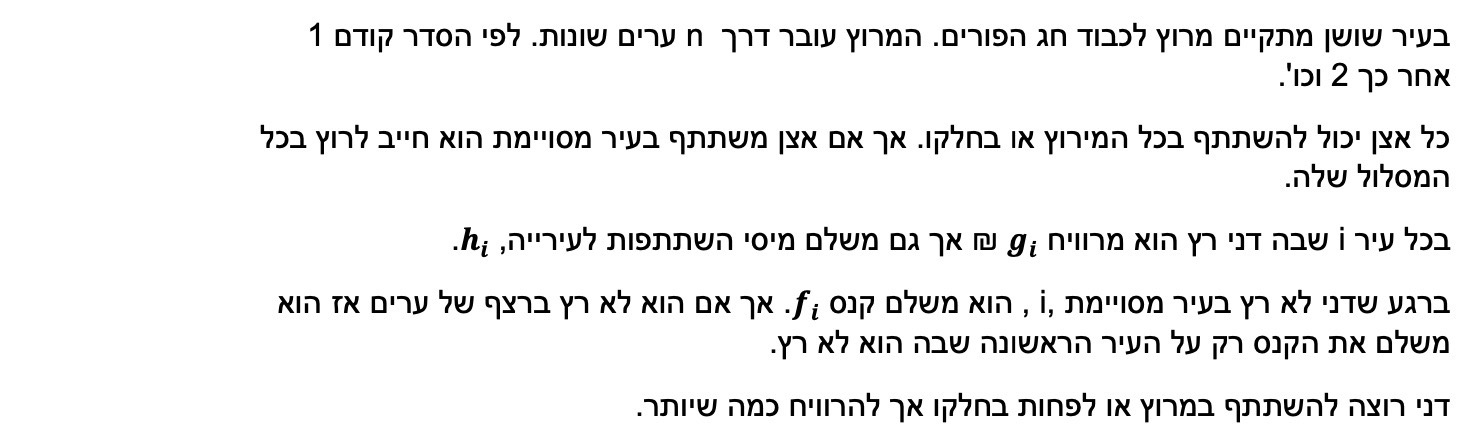 בעיר שושן מתקיים מרוץ לכבוד חג הפורים. המרוץ עובר דרך n ערים שונות. לפי הסדר קודם 1
אחר כך 2 וכו'.
כל אצן יכול להשתתף בכל המירוץ או בחלקו. אך אם אצן משתתף בעיר מסויימת הוא חייב לרוץ בכל
המסלול שלה.
בכל עיר i שבה דני רץ הוא מרוויח g_i ₪ אך גם משלם מיסי השתתפות לעירייה, h_i.
ברגע שדני לא רץ בעיר מסויימת ,i, הוא משלם קנס f_i. אך אם הוא לא רץ ברצף של ערים אז הוא
משלם את הקנס רק על העיר הראשונה שבה הוא לא רץ.
דני רוצה להשתתף במרוץ או לפחות בחלקו אך להרוויח כמה שיותר.